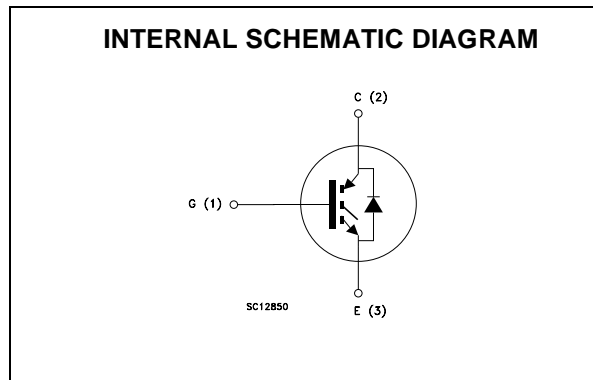 INTERNAL SCHEMATIC DIAGRAM
C (2)
G (1)
SC12850
E (3)